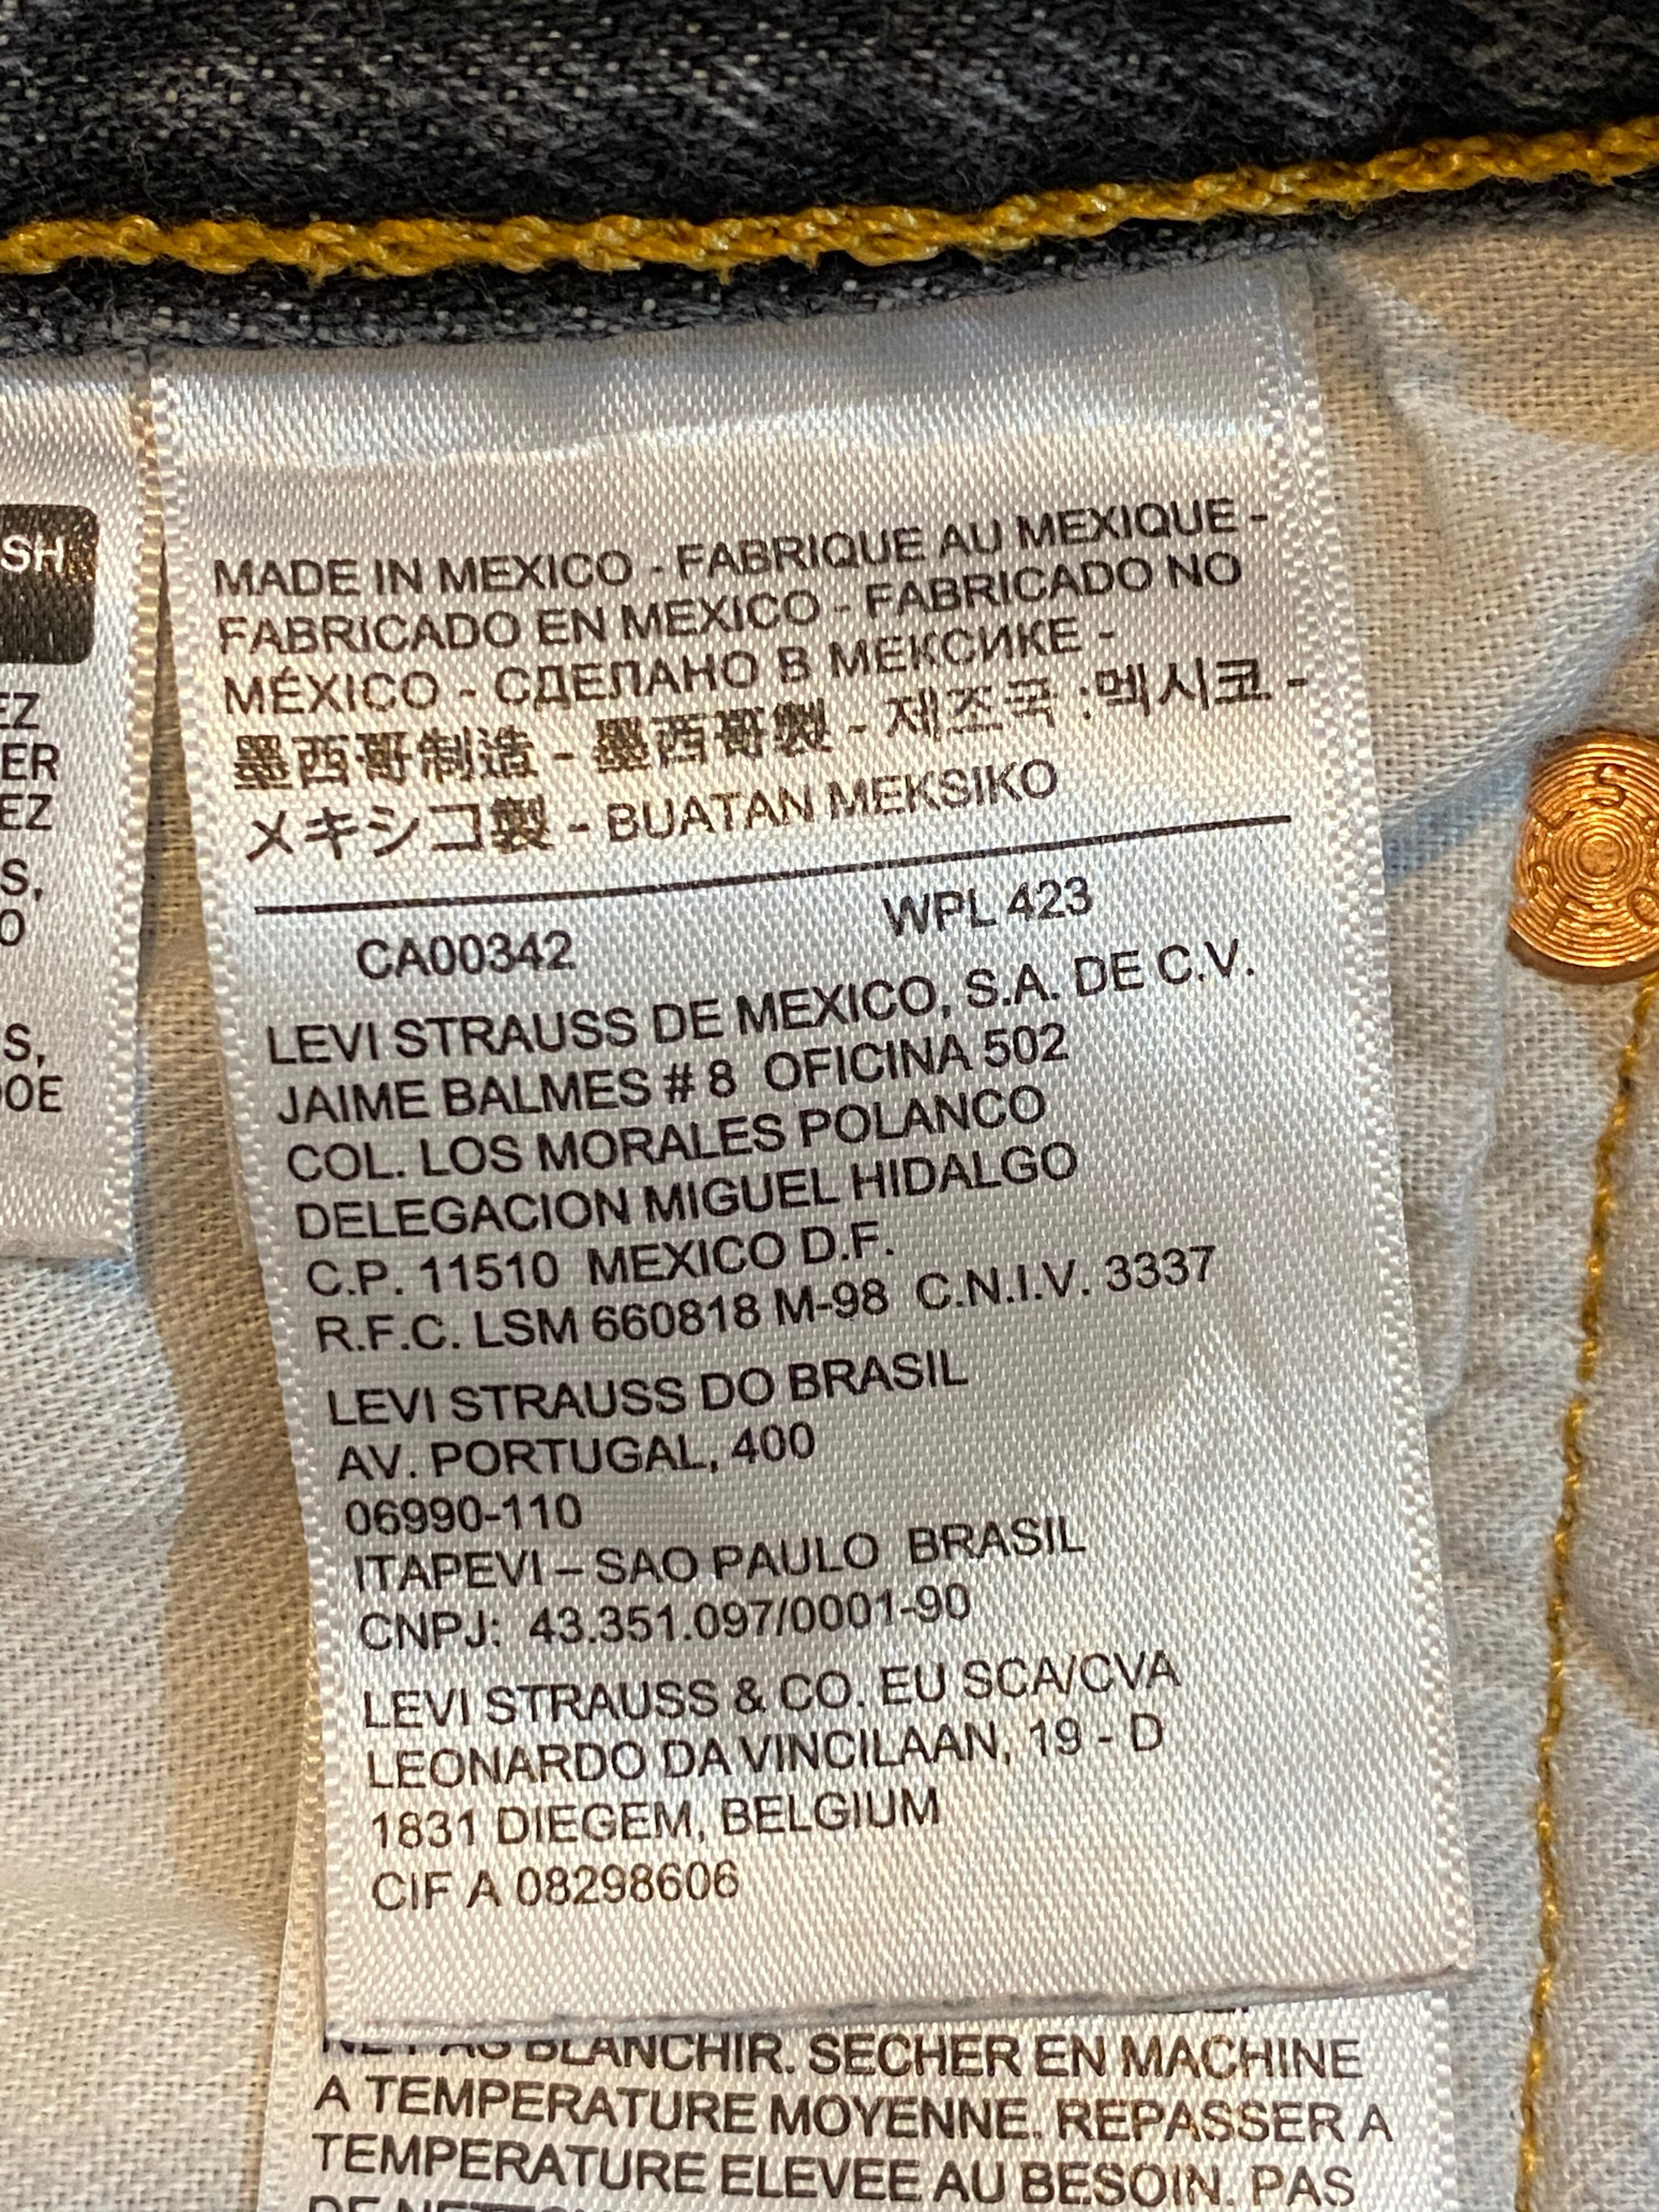 MADE IN MEXICO - FABRIQUE AU MEXIQUE -
FABRICADO EN MEXICO - FABRICADO NO
MÉXICO - СДЕЛАНО В МЕКСИКЕ -
墨西哥制造 - 墨西哥製 - 제조국 :멕시코 -
メキシコ製 - BUATAN MEKSIKO
CA00342 WPL 423
LEVI STRAUSS DE MEXICO, S.A. DE C.V.
JAIME BALMES # 8 OFICINA 502
COL. LOS MORALES POLANCO
DELEGACION MIGUEL HIDALGO
C.P. 11510 MEXICO D.F.
R.F.C. LSM 660818 M-98 C.N.I.V. 3337
LEVI STRAUSS DO BRASIL
AV. PORTUGAL, 400
06990-110
ITAPEVI – SAO PAULO BRASIL
CNPJ: 43.351.097/0001-90
LEVI STRAUSS & CO. EU SCA/CVA
LEONARDO DA VINCILAAN, 19 - D
1831 DIEGEM, BELGIUM
CIF A 08298606
BLANCHIR. SECHER EN MACHINE
A TEMPERATURE MOYENNE. REPASSER A
TEMPERATURE ELEVEE AU BESOIN. PAS
SH
EZ
ER
EZ
S,
O
S,
OE